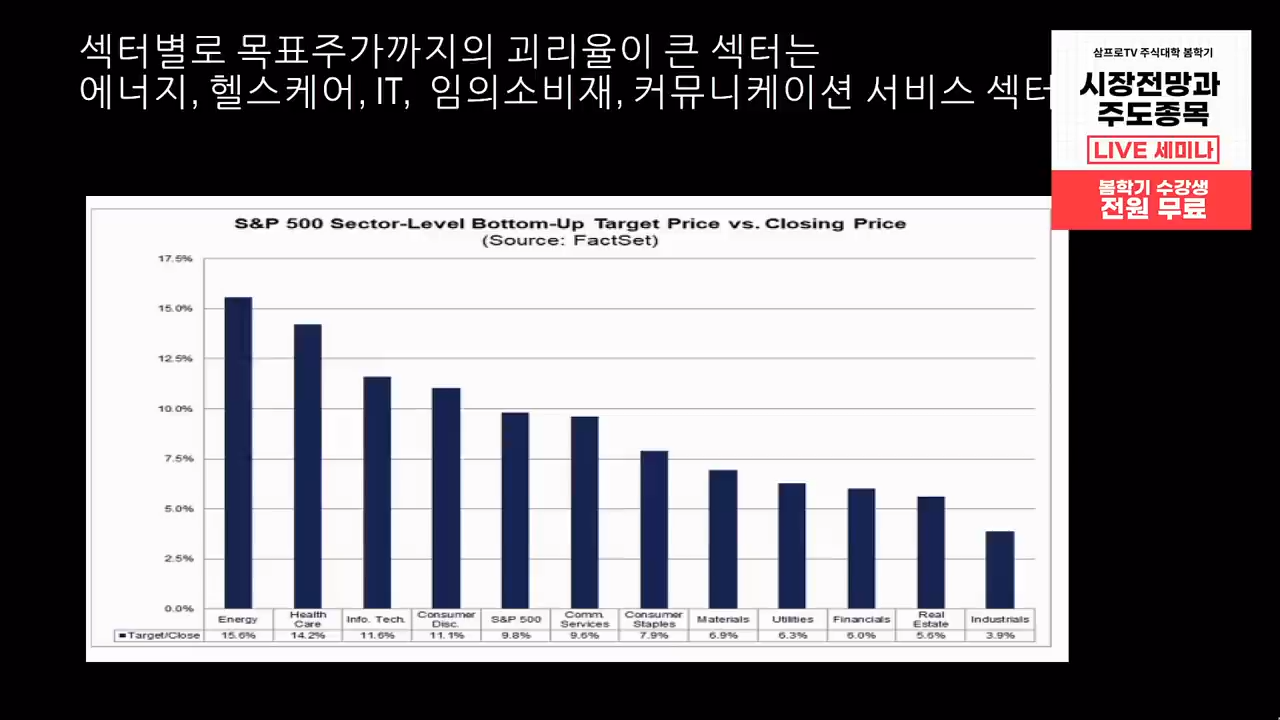 섹터별로 목표주가까지의 괴리율이 큰 섹터는
에너지, 헬스케어, IT, 임의소비재, 커뮤니케이션 서비스 섹터
삼프로TV 주식대학 봄학기
시장전망과
주도종목
LIVE 세미나
봄학기 수강생
전원 무료
S&P 500 Sector-Level Bottom-Up Target Price vs. Closing Price
(Source: FactSet)
17.5%
15.0%
12.5%
10.0%
7.5%
5.0%
2.5%
0.0%
Energy Health Care Info. Tech. Consumer Disc. S&P 500 Comm. Services Consumer Staples Materials Utilities Financials Real Estate Industrials
Target/Close 15.6% 14.2% 11.6% 11.1% 9.8% 9.6% 7.9% 6.9% 6.3% 6.0% 5.6% 3.9%